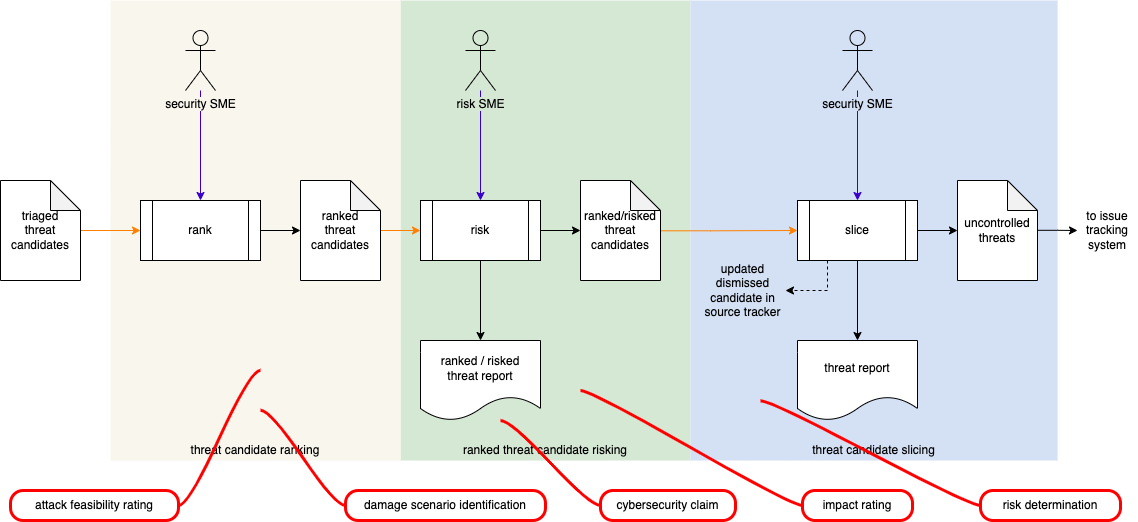 security SME
risk SME
security SME
triaged
threat
candidates
rank
ranked
threat
candidates
risk
ranked/risked
threat
candidates
slice
uncontrolled
threats
to issue
tracking
system
updated
dismissed
candidate in
source tracker
ranked / risked
threat report
threat report
threat candidate ranking
ranked threat candidate risking
threat candidate slicing
attack feasibility rating
damage scenario identification
cybersecurity claim
impact rating
risk determination